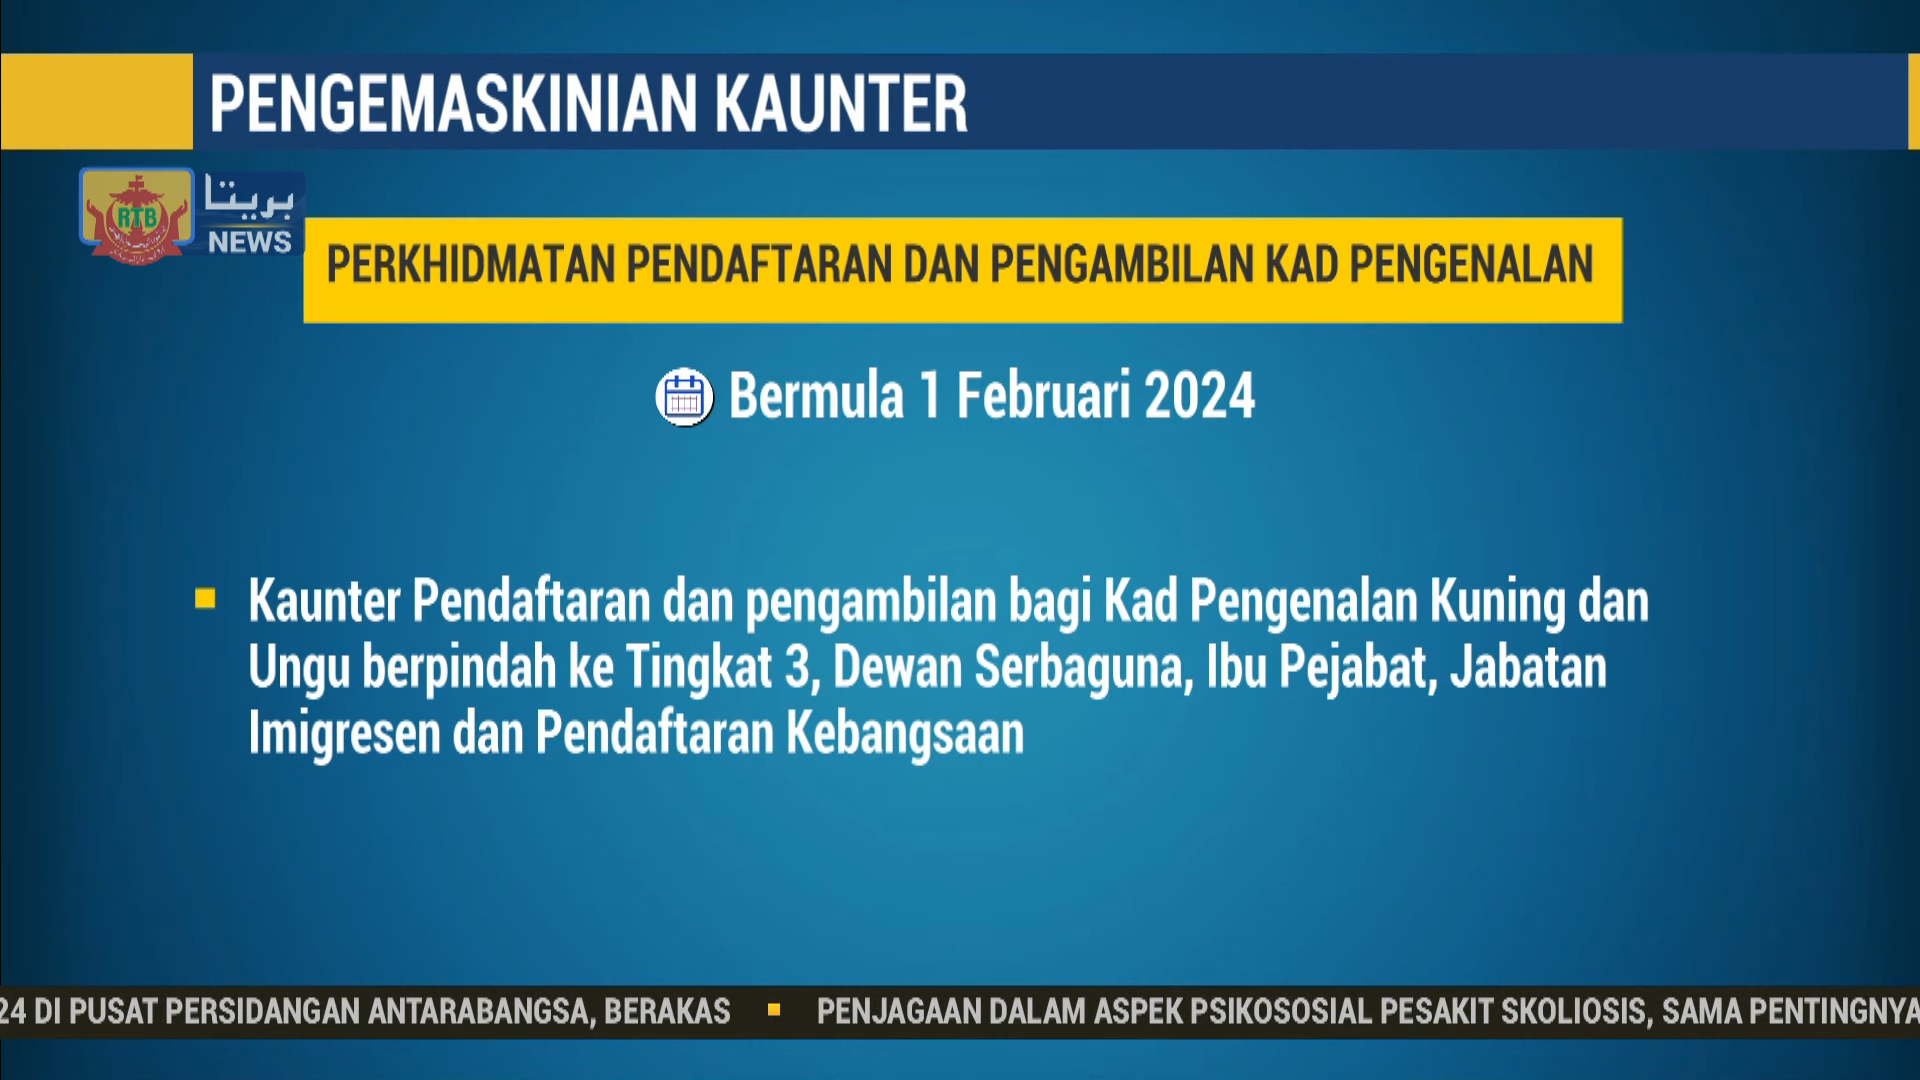 PENGEMASKINIAN KAUNTER
RTB
بريتا
NEWS
PERKHIDMATAN PENDAFTARAN DAN PENGAMBILAN KAD PENGENALAN
Bermula 1 Februari 2024
Kaunter Pendaftaran dan pengambilan bagi Kad Pengenalan Kuning dan
Ungu berpindah ke Tingkat 3, Dewan Serbaguna, Ibu Pejabat, Jabatan
Imigresen dan Pendaftaran Kebangsaan
24 DI PUSAT PERSIDANGAN ANTARABANGSA, BERAKAS ▪ PENJAGAAN DALAM ASPEK PSIKOSOSIAL PESAKIT SKOLIOSIS, SAMA PENTINGNYA